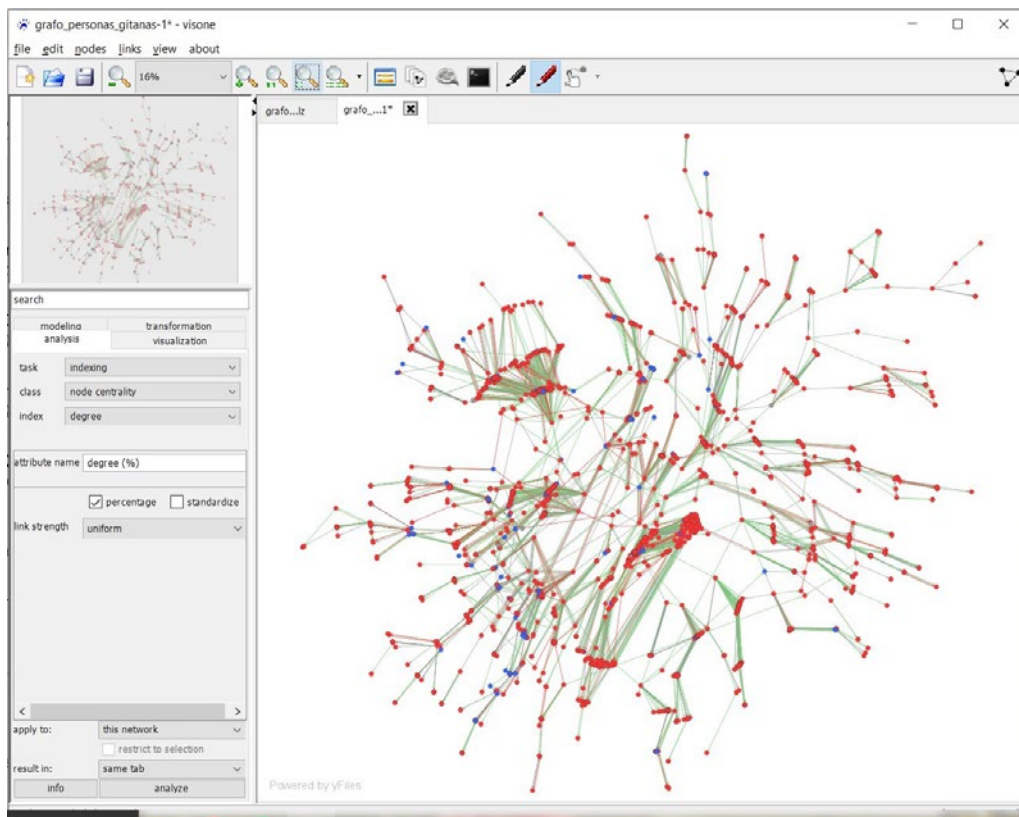 grafo_personas_gitanas-1* - visone
file edit nodes links view about
16%
grafo...lz grafo_...1*
search
modeling transformation
analysis visualization
task indexing
class node centrality
index degree
attribute name degree (%)
percentage standardize
link strength uniform
apply to: this network
restrict to selection
result in: same tab
info analyze
Powered by yFiles